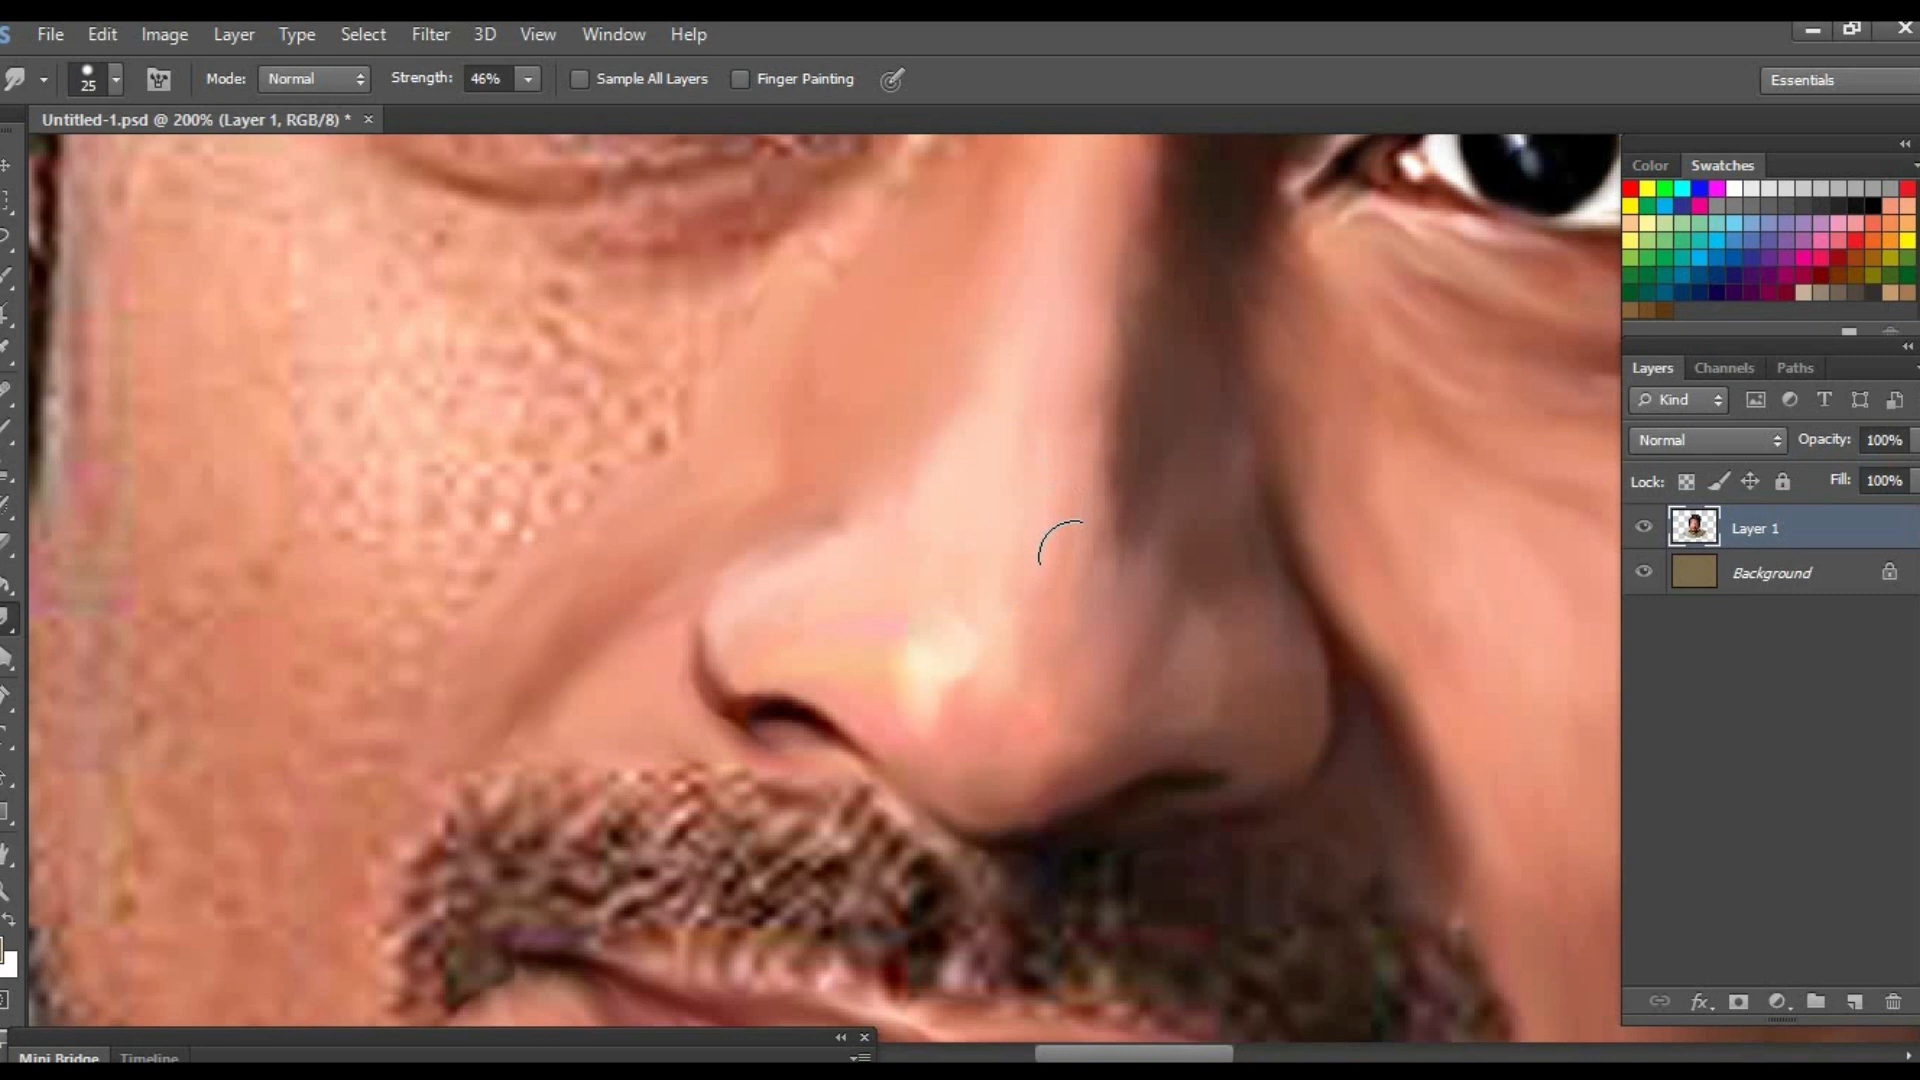 File Edit Image Layer Type Select Filter 3D View Window Help
25 Mode: Normal Strength: 46% Sample All Layers Finger Painting Essentials
Untitled-1.psd @ 200% (Layer 1, RGB/8) * ×
Color Swatches
Layers Channels Paths
Kind
Normal Opacity: 100%
Lock: Fill: 100%
Layer 1
Background
fx
Mini Bridge Timeline